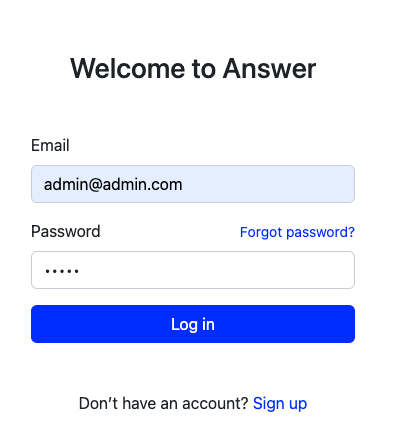 Welcome to Answer
Email
admin@admin.com
Password Forgot password?
•••••
Log in
Don’t have an account? Sign up